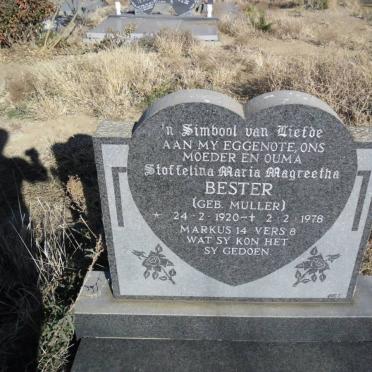 'n Simbool van Liefde
AAN MY EGGENOTE, ONS
MOEDER EN OUMA
Stoffelina Maria Magreetha
BESTER
(GEB. MULLER)
* 24-2-1920 - + 2-2-1978
MARKUS 14 VERS 8
WAT SY KON HET
SY GEDOEN